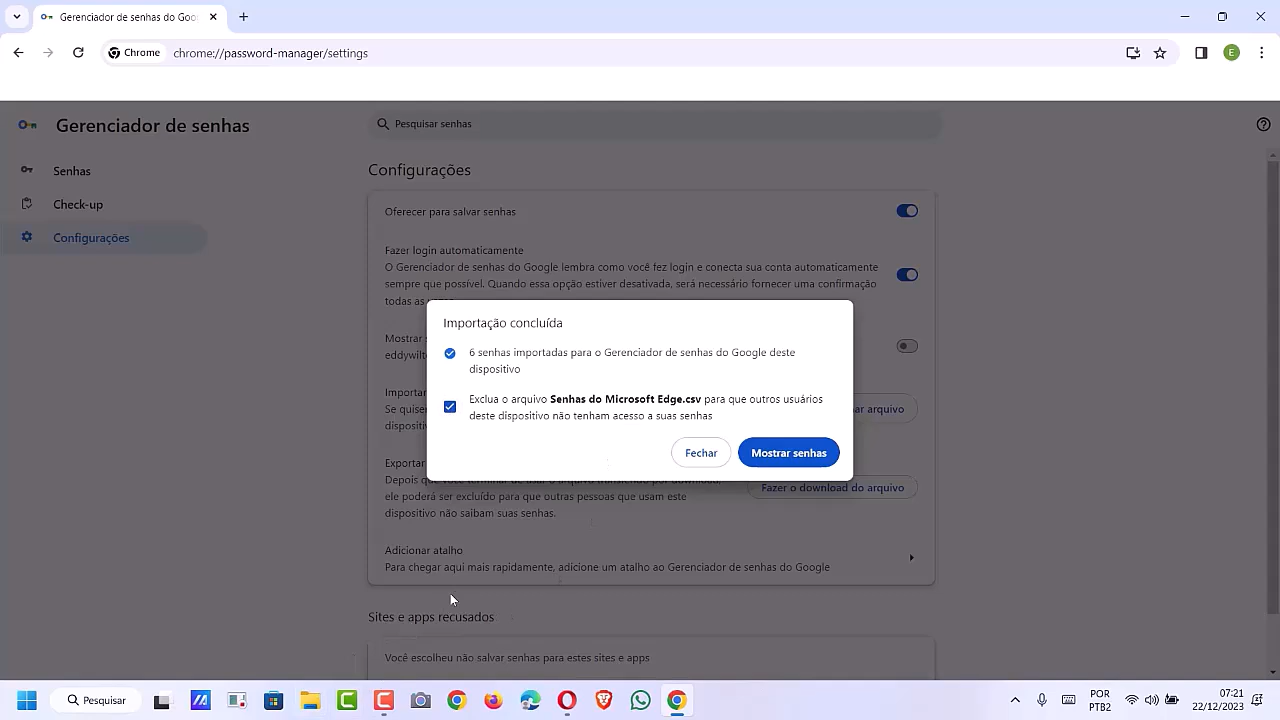 Gerenciador de senhas do Goo
Chrome
chrome://password-manager/settings
E
Gerenciador de senhas
Pesquisar senhas
Senhas
Check-up
Configurações
Configurações
Oferecer para salvar senhas
Fazer login automaticamente
O Gerenciador de senhas do Google lembra como você fez login e conecta sua conta automaticamente
sempre que possível. Quando essa opção estiver desativada, será necessário fornecer uma confirmação
todas as
Mostrar
eddywilt
Importar
Se quiser
dispositiv
ar arquivo
Importação concluída
6 senhas importadas para o Gerenciador de senhas do Google deste
dispositivo
Exclua o arquivo Senhas do Microsoft Edge.csv para que outros usuários
deste dispositivo não tenham acesso a suas senhas
Fechar
Mostrar senhas
Exportar
Fazer o download do arquivo
ele poderá ser excluído para que outras pessoas que usam este
dispositivo não saibam suas senhas.
Adicionar atalho
Para chegar aqui mais rapidamente, adicione um atalho ao Gerenciador de senhas do Google
Sites e apps recusados
Você escolheu não salvar senhas para estes sites e apps
Pesquisar
POR
PTB2
07:21
22/12/2023